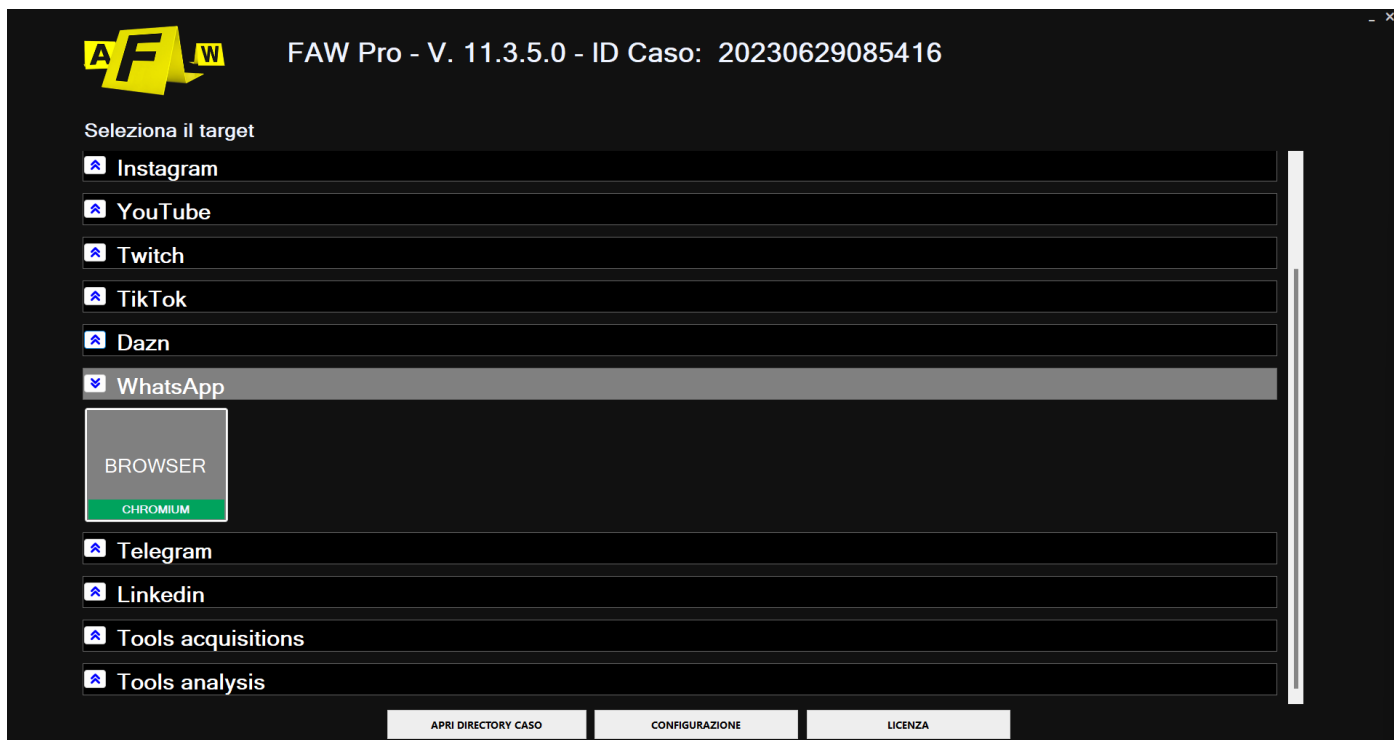 A F W
FAW Pro - V. 11.3.5.0 - ID Caso: 20230629085416
Seleziona il target
Instagram
YouTube
Twitch
TikTok
Dazn
WhatsApp
BROWSER
CHROMIUM
Telegram
Linkedin
Tools acquisitions
Tools analysis
APRI DIRECTORY CASO
CONFIGURAZIONE
LICENZA